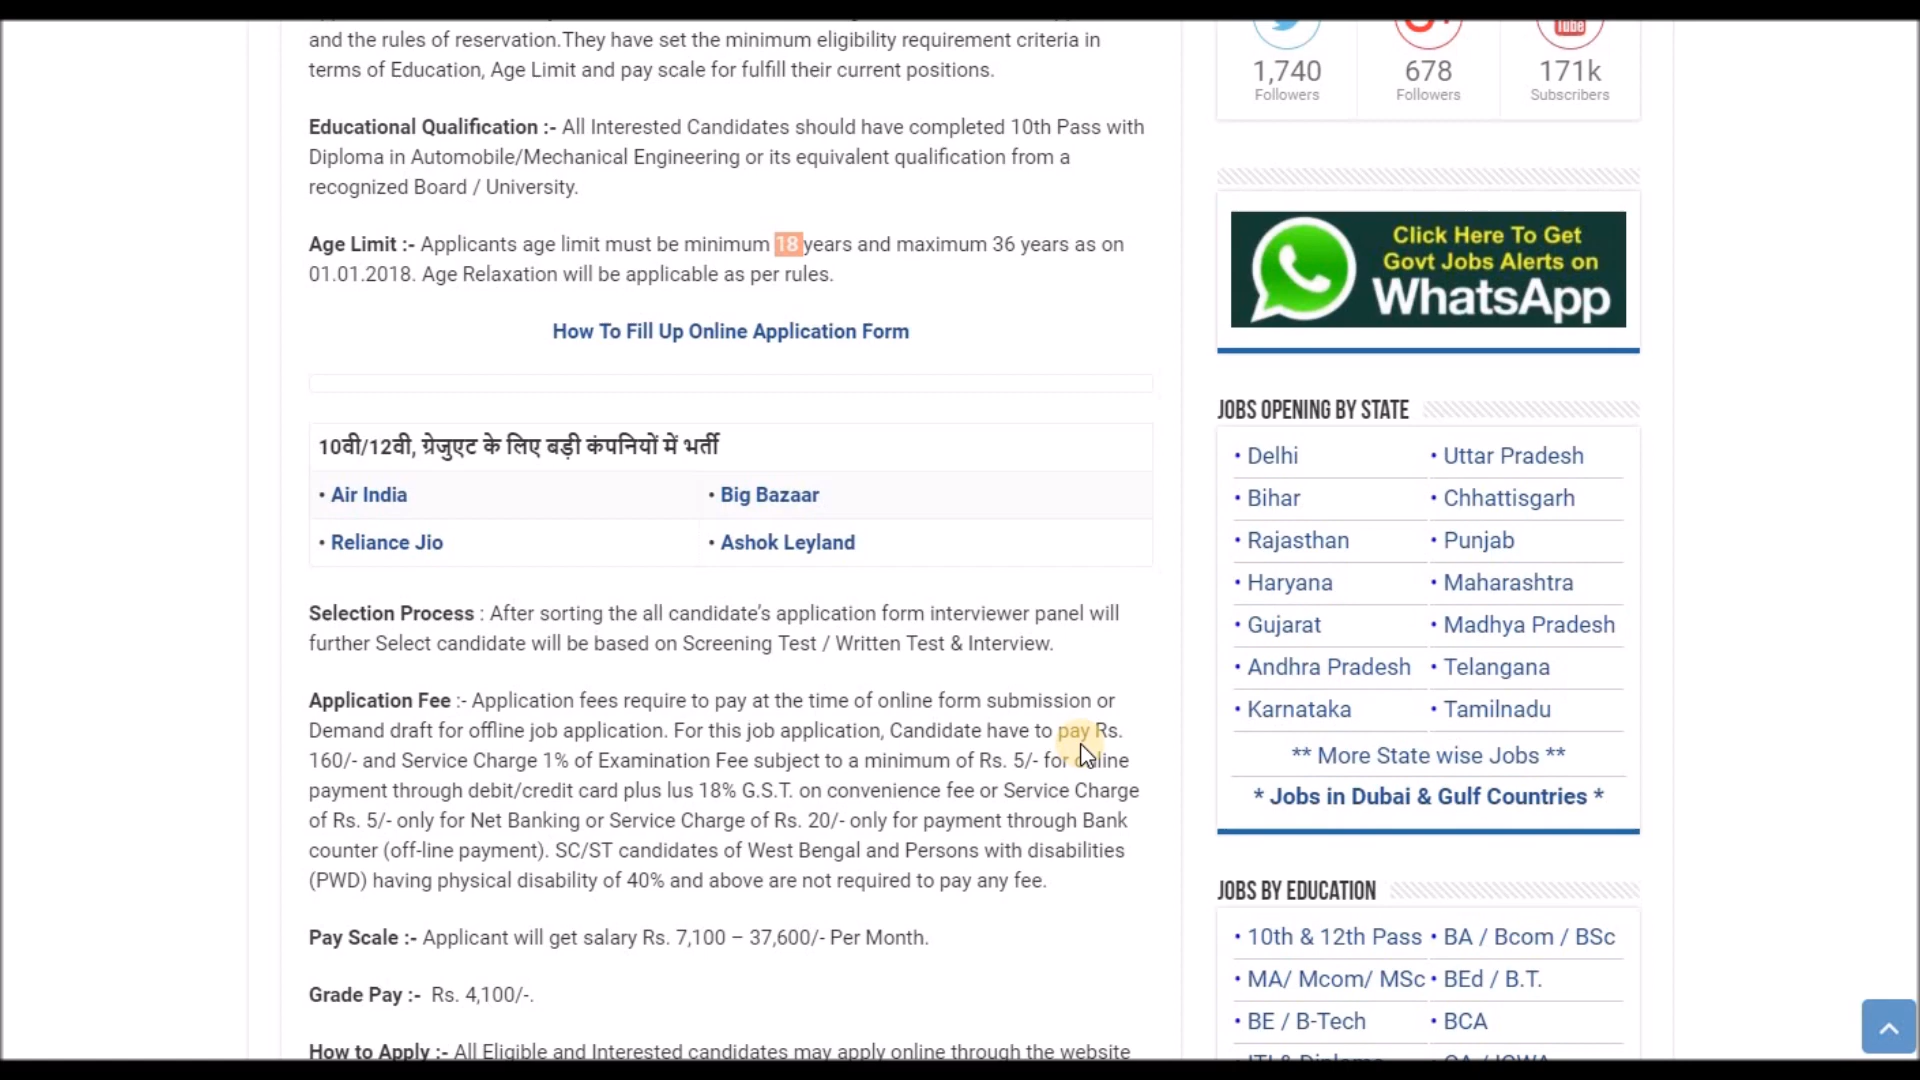 and the rules of reservation.They have set the minimum eligibility requirement criteria in
terms of Education, Age Limit and pay scale for fulfill their current positions.
Educational Qualification :- All Interested Candidates should have completed 10th Pass with
Diploma in Automobile/Mechanical Engineering or its equivalent qualification from a
recognized Board / University.
Age Limit :- Applicants age limit must be minimum 18 years and maximum 36 years as on
01.01.2018. Age Relaxation will be applicable as per rules.
How To Fill Up Online Application Form
10वी/12वी, ग्रेजुएट के लिए बड़ी कंपनियों में भर्ती
• Air India • Big Bazaar
• Reliance Jio • Ashok Leyland
Selection Process : After sorting the all candidate’s application form interviewer panel will
further Select candidate will be based on Screening Test / Written Test & Interview.
Application Fee :- Application fees require to pay at the time of online form submission or
Demand draft for offline job application. For this job application, Candidate have to pay Rs.
160/- and Service Charge 1% of Examination Fee subject to a minimum of Rs. 5/- for online
payment through debit/credit card plus lus 18% G.S.T. on convenience fee or Service Charge
of Rs. 5/- only for Net Banking or Service Charge of Rs. 20/- only for payment through Bank
counter (off-line payment). SC/ST candidates of West Bengal and Persons with disabilities
(PWD) having physical disability of 40% and above are not required to pay any fee.
Pay Scale :- Applicant will get salary Rs. 7,100 – 37,600/- Per Month.
Grade Pay :- Rs. 4,100/-.
How to Apply :- All Eligible and Interested candidates may apply online through the website
1,740 678 171k
Followers Followers Subscribers
Click Here To Get
Govt Jobs Alerts on
WhatsApp
JOBS OPENING BY STATE
• Delhi • Uttar Pradesh
• Bihar • Chhattisgarh
• Rajasthan • Punjab
• Haryana • Maharashtra
• Gujarat • Madhya Pradesh
• Andhra Pradesh • Telangana
• Karnataka • Tamilnadu
** More State wise Jobs **
* Jobs in Dubai & Gulf Countries *
JOBS BY EDUCATION
• 10th & 12th Pass • BA / Bcom / BSc
• MA/ Mcom/ MSc • BEd / B.T.
• BE / B-Tech • BCA